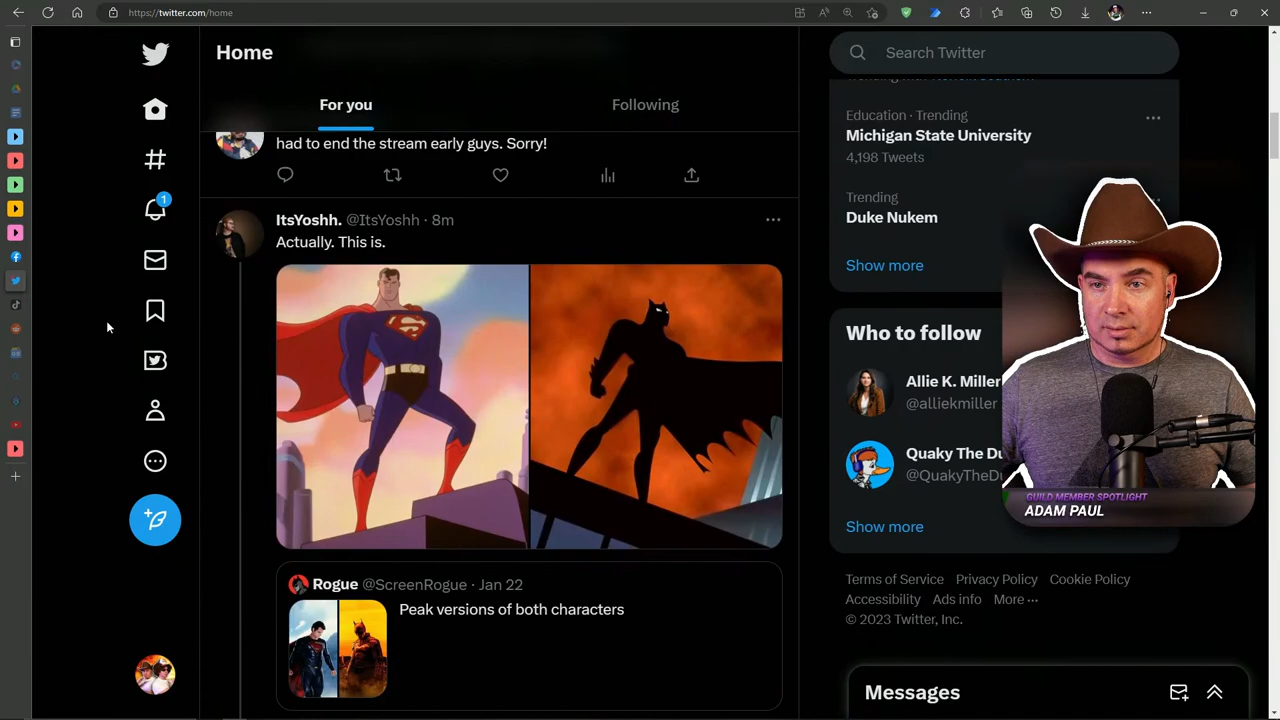 https://twitter.com/home
Home
Search Twitter
For you
Following
had to end the stream early guys. Sorry!
1
ItsYoshh. @ItsYoshh · 8m
Actually. This is.
Rogue @ScreenRogue · Jan 22
Peak versions of both characters
Education · Trending
Michigan State University
4,198 Tweets
Trending
Duke Nukem
Show more
Who to follow
Allie K. Miller
@alliekmiller
Quaky The Du
@QuakyTheDu
Show more
GUILD MEMBER SPOTLIGHT
ADAM PAUL
Terms of Service Privacy Policy Cookie Policy
Accessibility Ads info More ···
© 2023 Twitter, Inc.
Messages